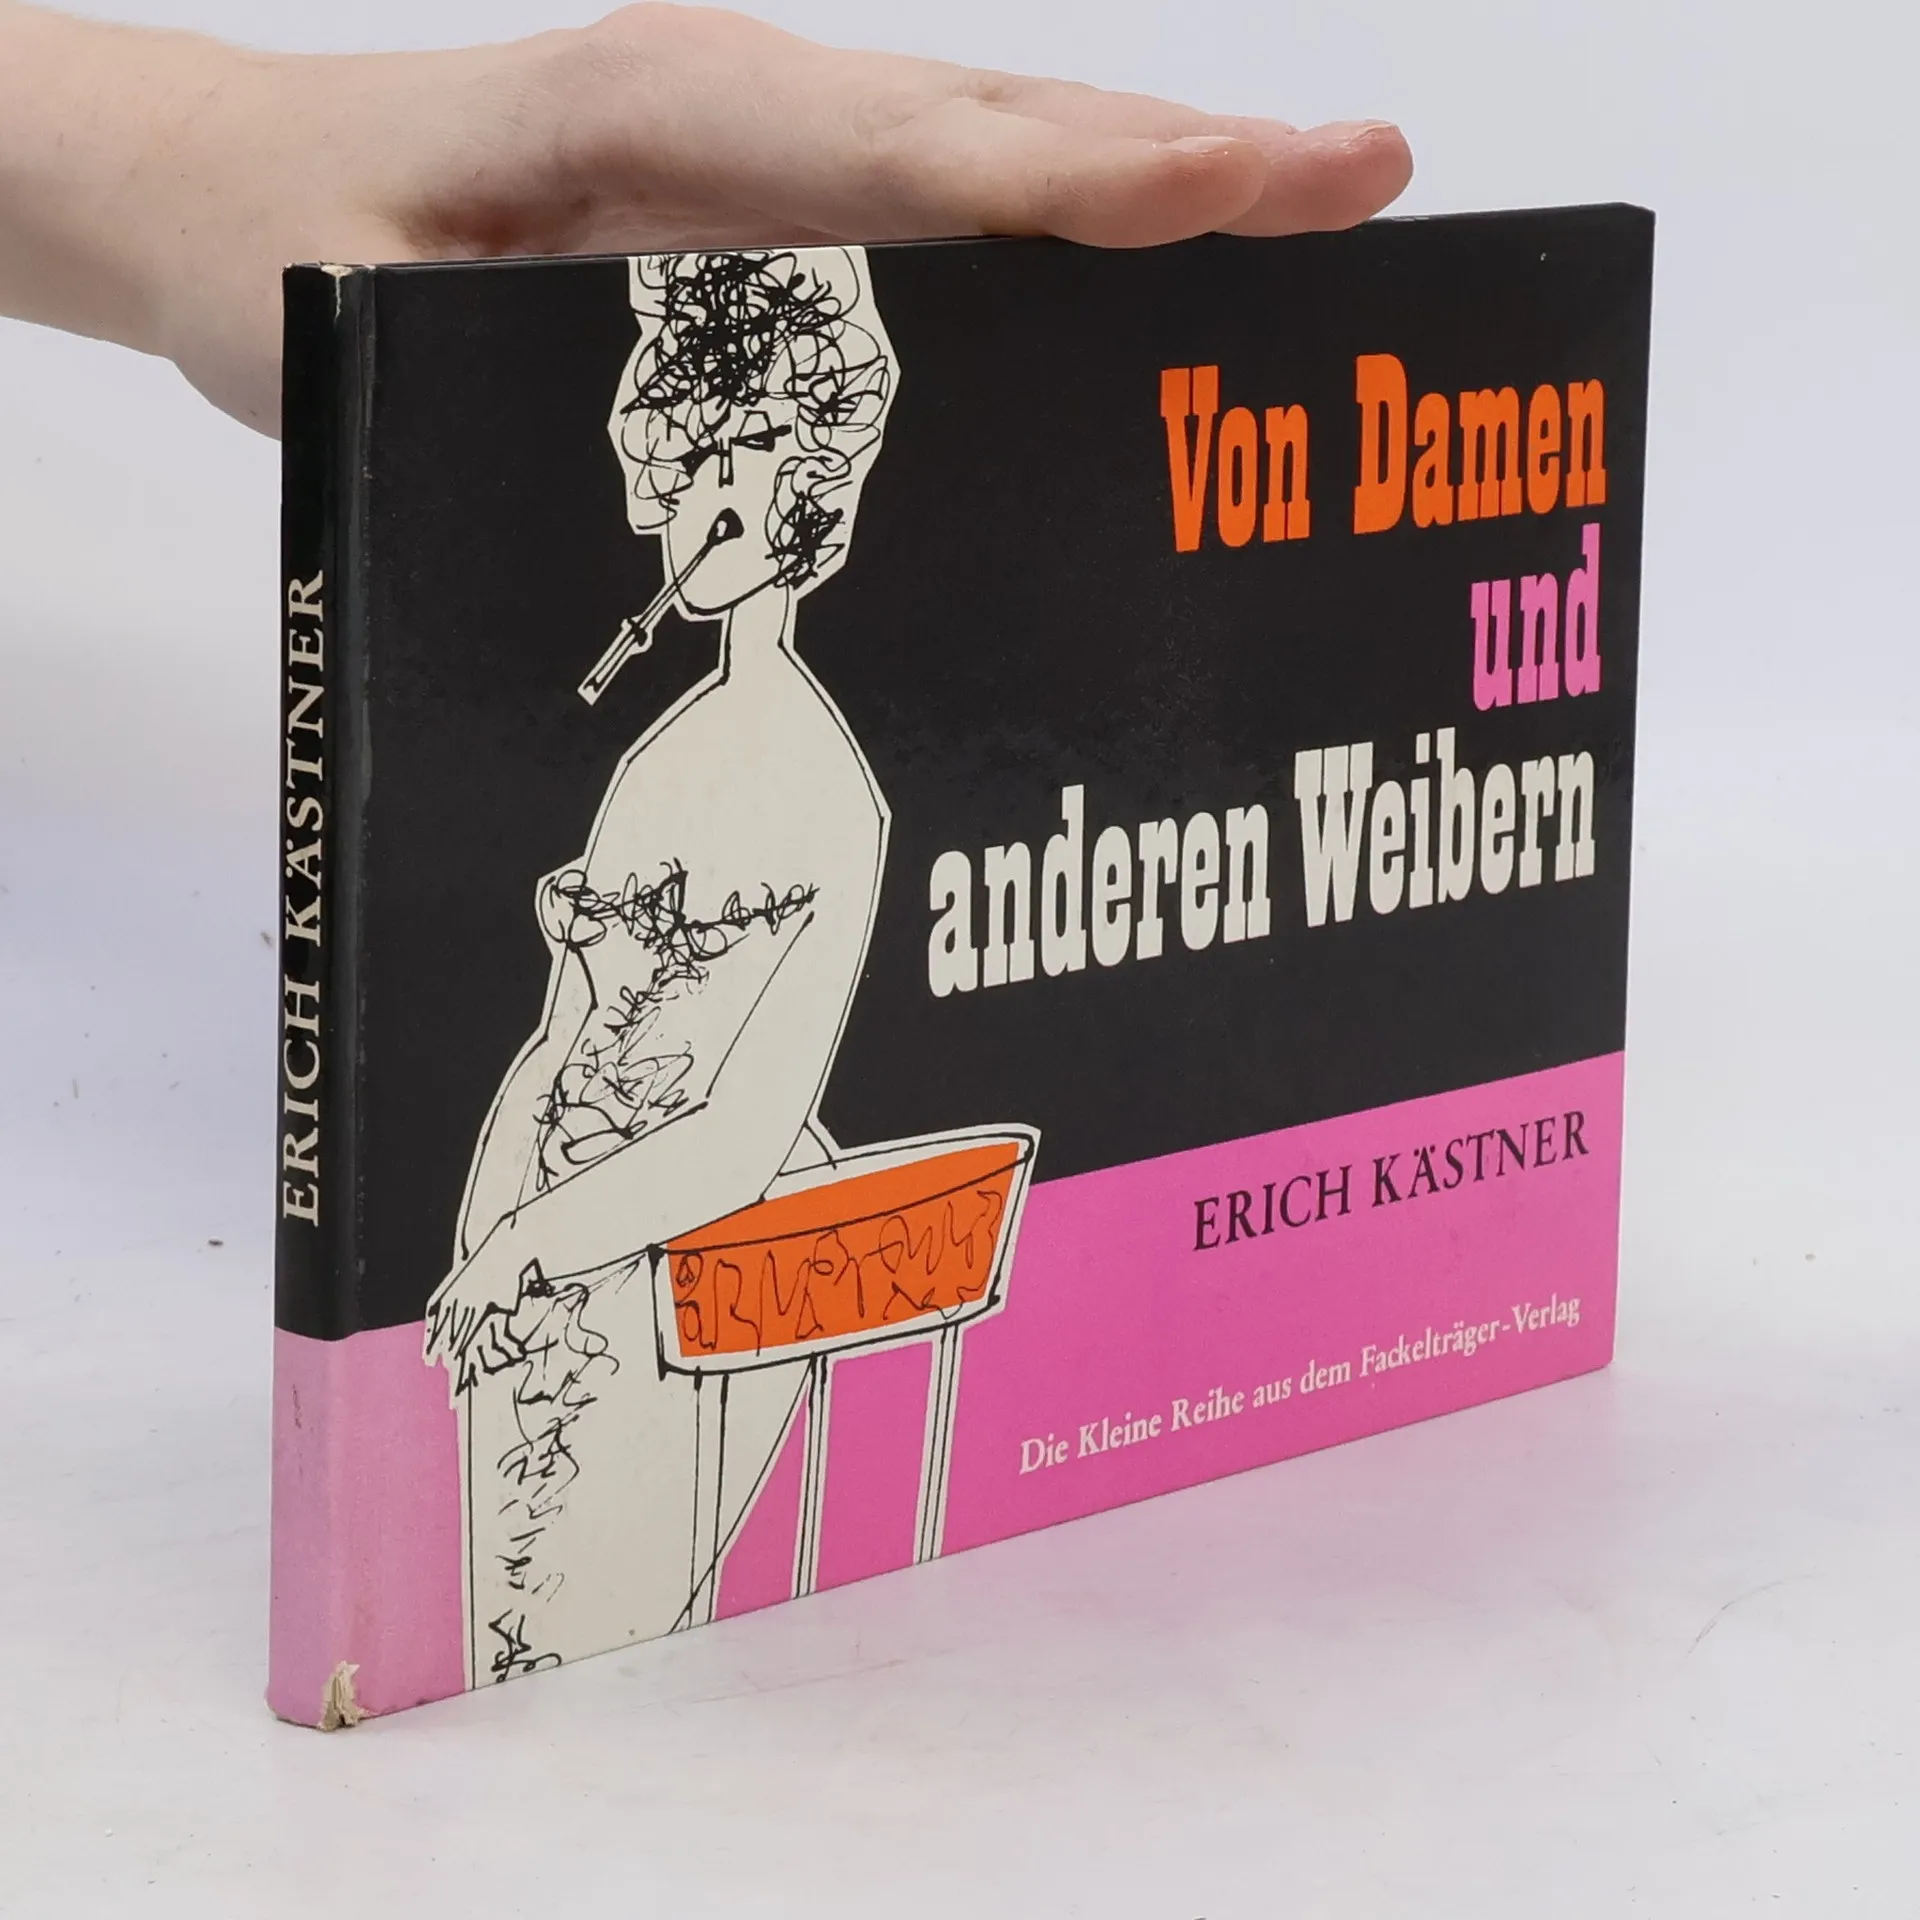 ERICH KÄSTNER
Von Damen
und
anderen Weibern
ERICH KÄSTNER
Die Kleine Reihe aus dem Fackelträger-Verlag